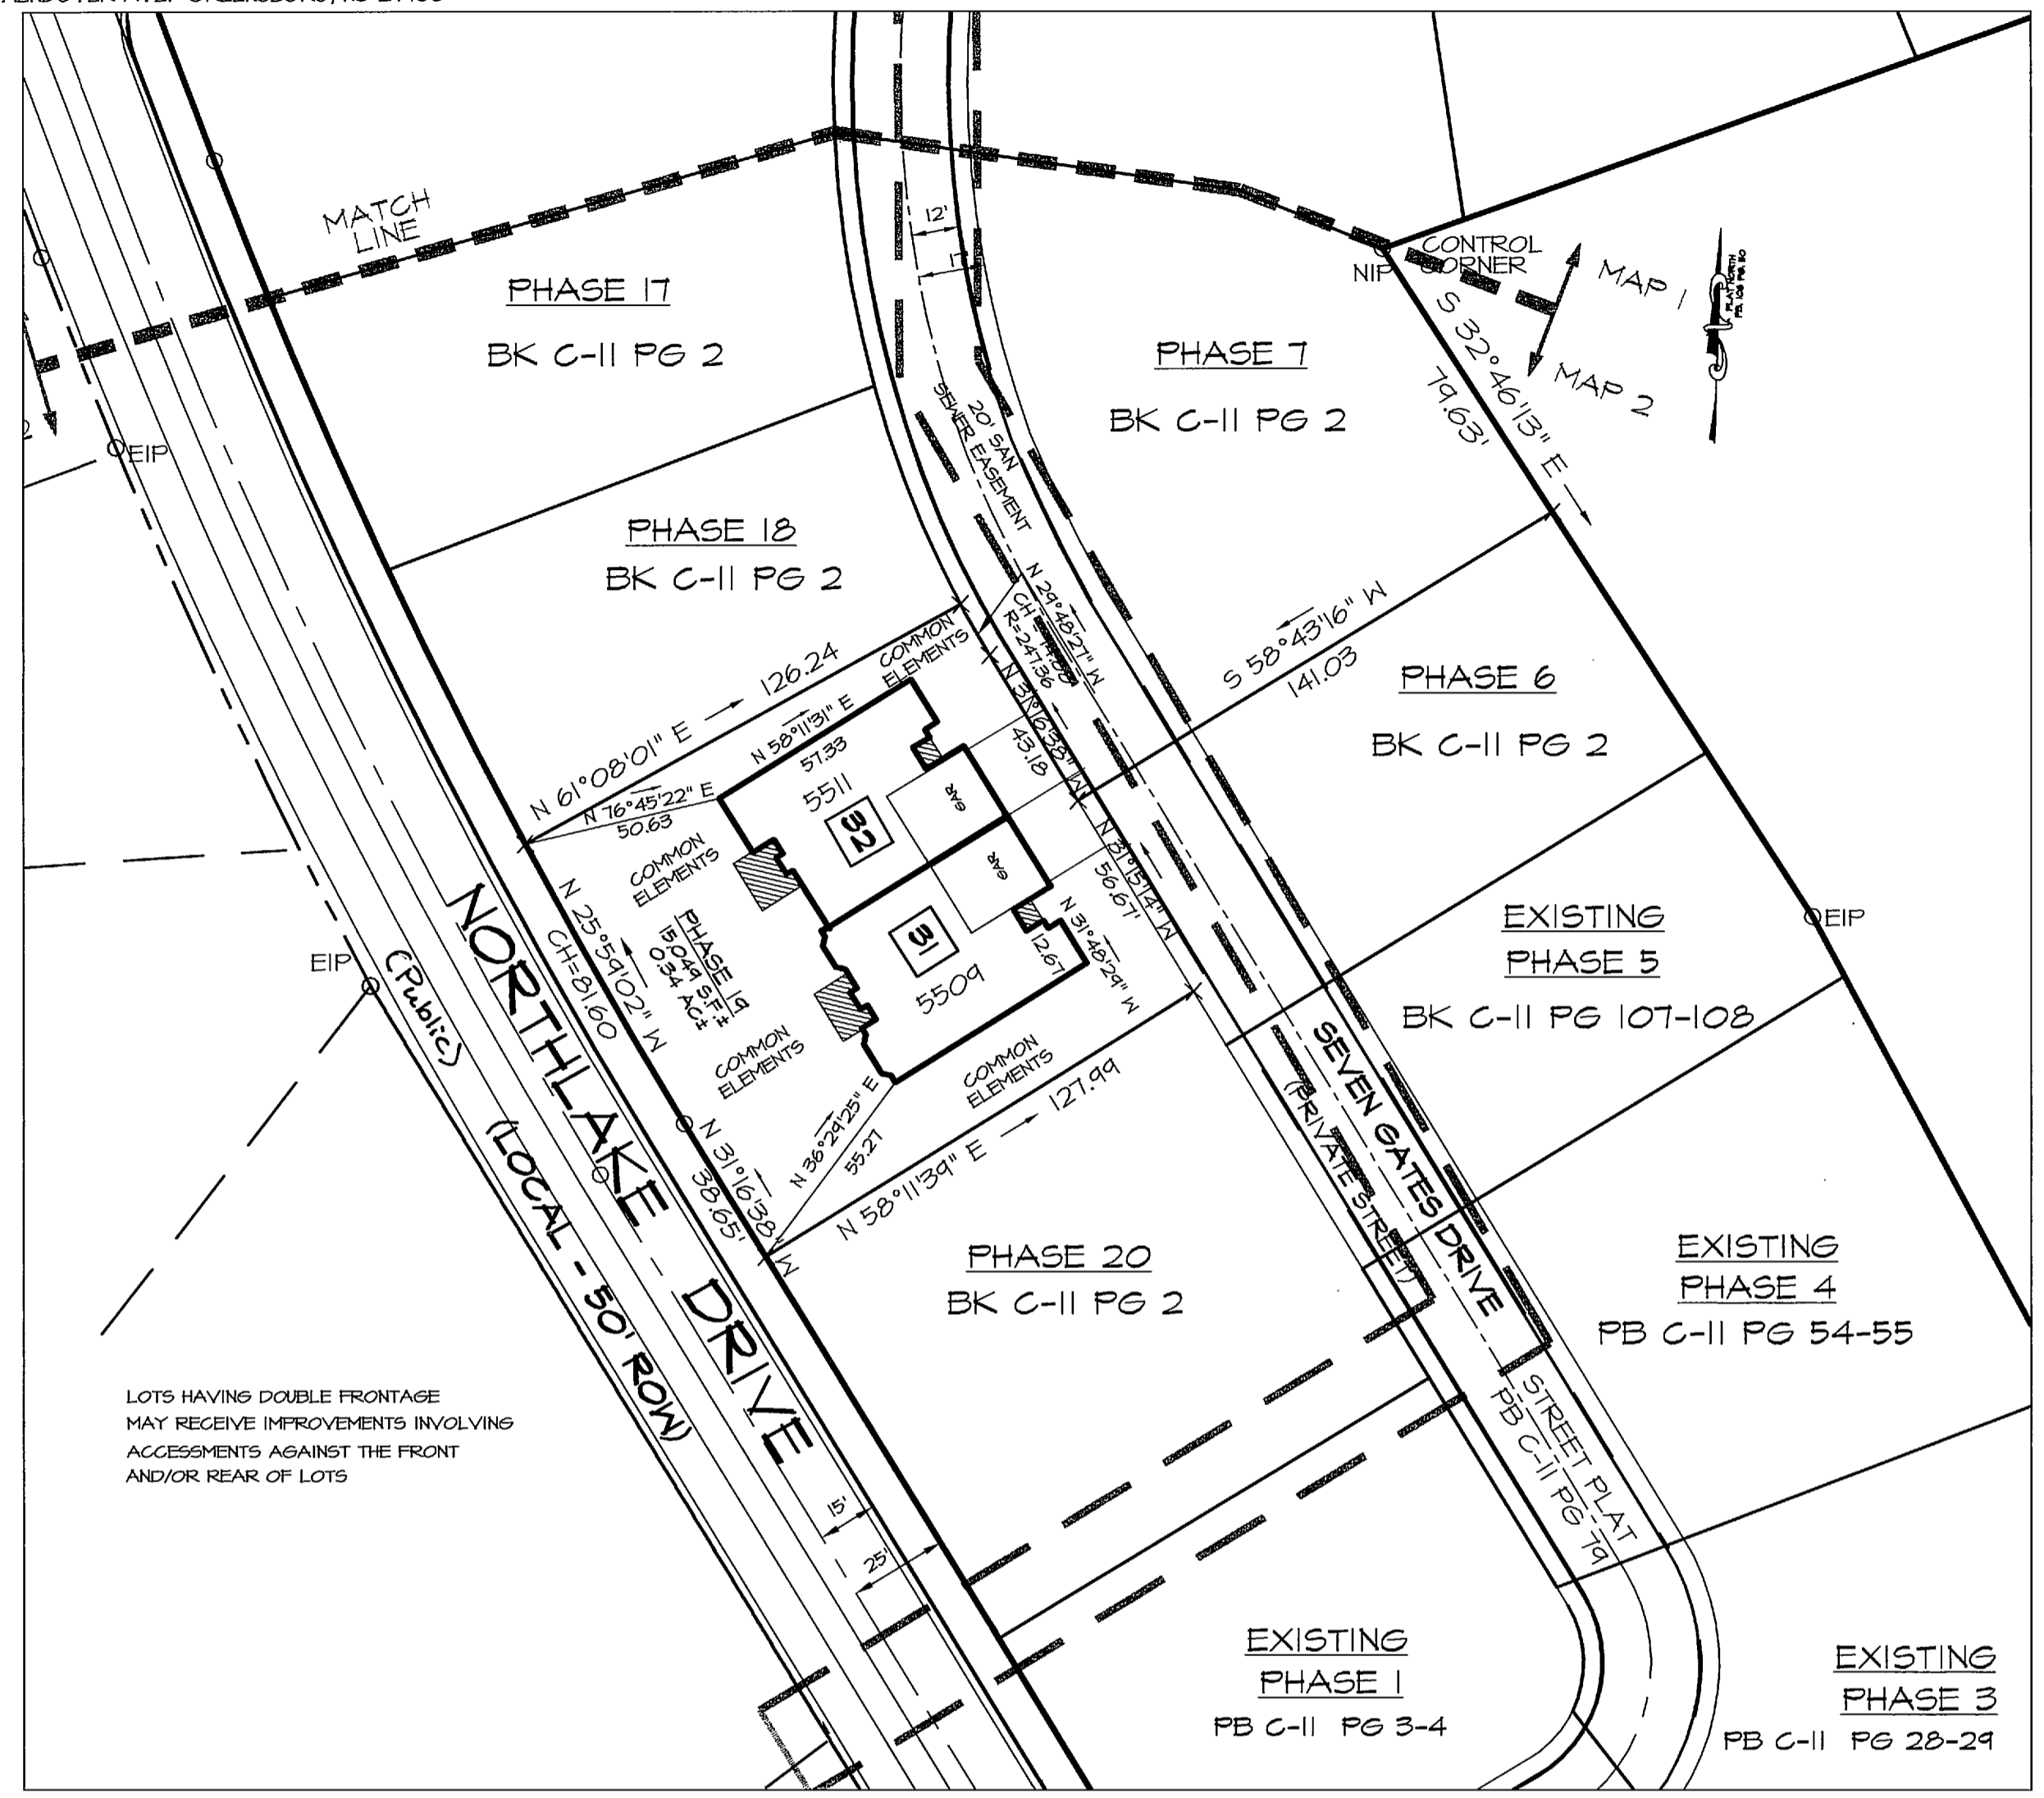 MATCH
LINE
12'
CONTROL
CORNER
NIP
MAP 1
MAP 2
PLAT NORTH
S 32°46'13" E
79.63'
PHASE 17
BK C-11 PG 2
PHASE 7
BK C-11 PG 2
EIP
20' SAN
SEWER EASEMENT
PHASE 18
BK C-11 PG 2
N 29°48'27" W
R=247.36
S 58°43'16" W
141.03
PHASE 6
BK C-11 PG 2
N 61°08'01" E
126.24
COMMON
ELEMENTS
N 58°11'31" E
57.33
N 31°16'38" W
43.18
N 76°45'22" E
50.63
5511
32
GAR
COMMON
ELEMENTS
GAR
N 31°15'14" W
56.67'
31
5509
N 31°48'29" W
12.67
PHASE 19
15,049 S.F.±
0.34 AC±
N 25°59'02" W
CH=81.60
COMMON
ELEMENTS
COMMON
ELEMENTS
N 36°29'25" E
55.27
N 58°11'39" E
127.99
N 31°16'38" W
38.65'
EXISTING
PHASE 5
BK C-11 PG 107-108
EIP
EIP
NORTHLAKE DRIVE
(Public)
(LOCAL - 50' ROW)
SEVEN GATES DRIVE
(PRIVATE STREET)
PHASE 20
BK C-11 PG 2
EXISTING
PHASE 4
PB C-11 PG 54-55
STREET PLAT
PB C-11 PG 79
LOTS HAVING DOUBLE FRONTAGE
MAY RECEIVE IMPROVEMENTS INVOLVING
ACCESSMENTS AGAINST THE FRONT
AND/OR REAR OF LOTS
15'
25'
EXISTING
PHASE 1
PB C-11 PG 3-4
EXISTING
PHASE 3
PB C-11 PG 28-29